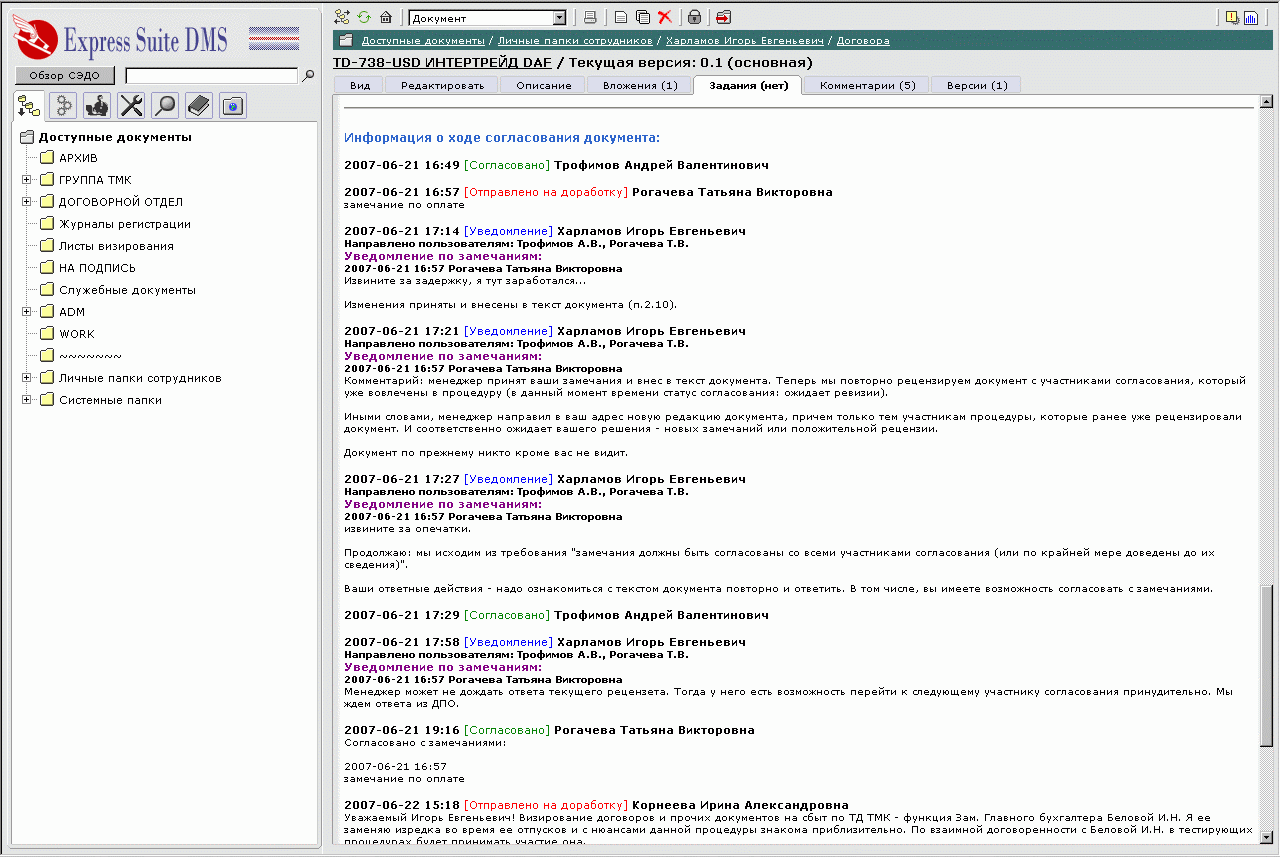 Express Suite DMS
Обзор СЭДО
Доступные документы
АРХИВ
ГРУППА ТМК
ДОГОВОРНОЙ ОТДЕЛ
Журналы регистрации
Листы визирования
НА ПОДПИСЬ
Служебные документы
ADM
WORK
~~~~~~~
Личные папки сотрудников
Системные папки
Документ
Доступные документы / Личные папки сотрудников / Харламов Игорь Евгеньевич / Договора
TD-738-USD ИНТЕРТРЕЙД DAF / Текущая версия: 0.1 (основная)
Вид Редактировать Описание Вложения (1) Задания (нет) Комментарии (5) Версии (1)
Информация о ходе согласования документа:
2007-06-21 16:49 [Согласовано] Трофимов Андрей Валентинович
2007-06-21 16:57 [Отправлено на доработку] Рогачева Татьяна Викторовна
замечание по оплате
2007-06-21 17:14 [Уведомление] Харламов Игорь Евгеньевич
Направлено пользователям: Трофимов А.В., Рогачева Т.В.
Уведомление по замечаниям:
2007-06-21 16:57 Рогачева Татьяна Викторовна
Извините за задержку, я тут заработался...
Изменения приняты и внесены в текст документа (п.2.10).
2007-06-21 17:21 [Уведомление] Харламов Игорь Евгеньевич
Направлено пользователям: Трофимов А.В., Рогачева Т.В.
Уведомление по замечаниям:
2007-06-21 16:57 Рогачева Татьяна Викторовна
Комментарий: менеджер принят ваши замечания и внес в текст документа. Теперь мы повторно рецензируем документ с участниками согласования, который
уже вовлечены в процедуру (в данный момент времени статус согласования: ожидает ревизии).
Иными словами, менеджер направил в ваш адрес новую редакцию документа, причем только тем участникам процедуры, которые ранее уже рецензировали
документ. И соответственно ожидает вашего решения - новых замечаний или положительной рецензии.
Документ по прежнему никто кроме вас не видит.
2007-06-21 17:27 [Уведомление] Харламов Игорь Евгеньевич
Направлено пользователям: Трофимов А.В., Рогачева Т.В.
Уведомление по замечаниям:
2007-06-21 16:57 Рогачева Татьяна Викторовна
извините за опечатки.
Продолжаю: мы исходим из требования "замечания должны быть согласованы со всеми участниками согласования (или по крайней мере доведены до их
сведения)".
Ваши ответные действия - надо ознакомиться с текстом документа повторно и ответить. В том числе, вы имеете возможность согласовать с замечаниями.
2007-06-21 17:29 [Согласовано] Трофимов Андрей Валентинович
2007-06-21 17:58 [Уведомление] Харламов Игорь Евгеньевич
Направлено пользователям: Трофимов А.В., Рогачева Т.В.
Уведомление по замечаниям:
2007-06-21 16:57 Рогачева Татьяна Викторовна
Менеджер может не дождать ответа текущего рецензета. Тогда у него есть возможность перейти к следующему участнику согласования принудительно. Мы
ждем ответа из ДПО.
2007-06-21 19:16 [Согласовано] Рогачева Татьяна Викторовна
Согласовано с замечаниями:
2007-06-21 16:57
замечание по оплате
2007-06-22 15:18 [Отправлено на доработку] Корнеева Ирина Александровна
Уважаемый Игорь Евгеньевич! Визирование договоров и прочих документов на сбыт по ТД ТМК - функция Зам. Главного бухгалтера Беловой И.Н. Я ее
заменяю изредка во время ее отпусков и с нюансами данной процедуры знакома приблизительно. По взаимной договоренности с Беловой И.Н. в тестирующих
процедурах будет принимать участие она.